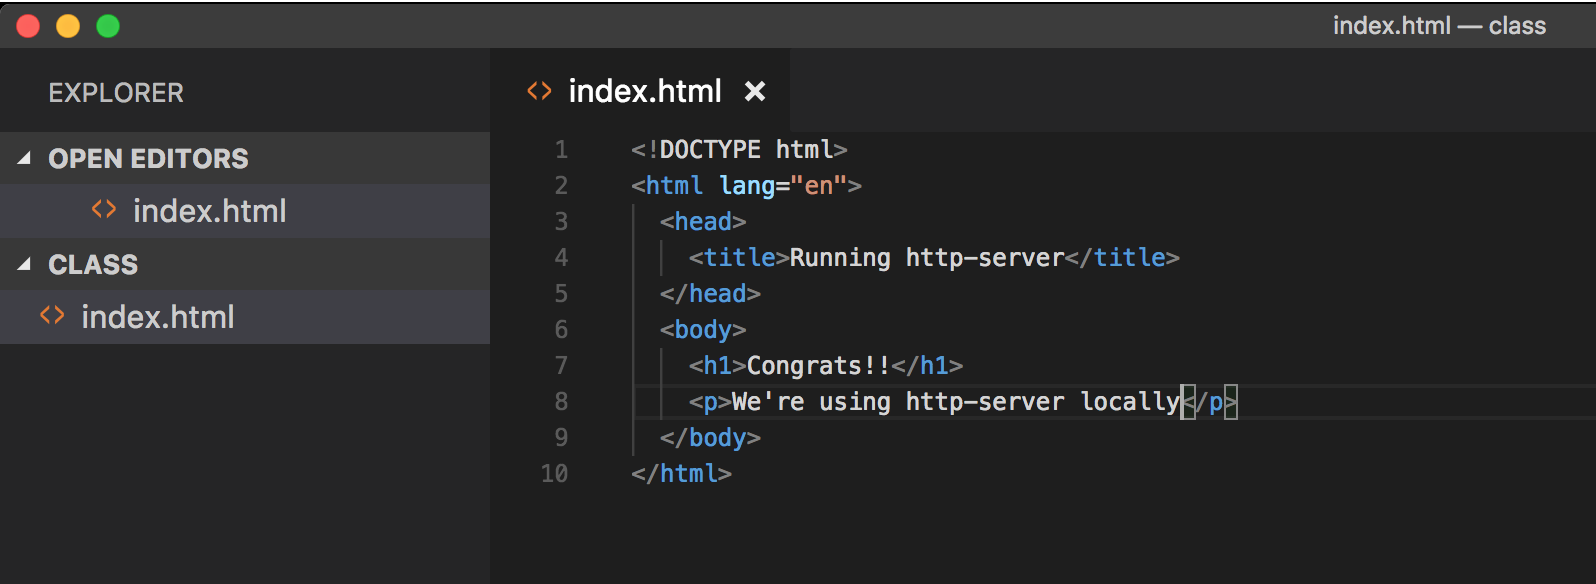 index.html — class
EXPLORER
OPEN EDITORS
<> index.html
CLASS
<> index.html
<> index.html ×
1 <!DOCTYPE html>
2 <html lang="en">
3 <head>
4 <title>Running http-server</title>
5 </head>
6 <body>
7 <h1>Congrats!!</h1>
8 <p>We're using http-server locally</p>
9 </body>
10 </html>